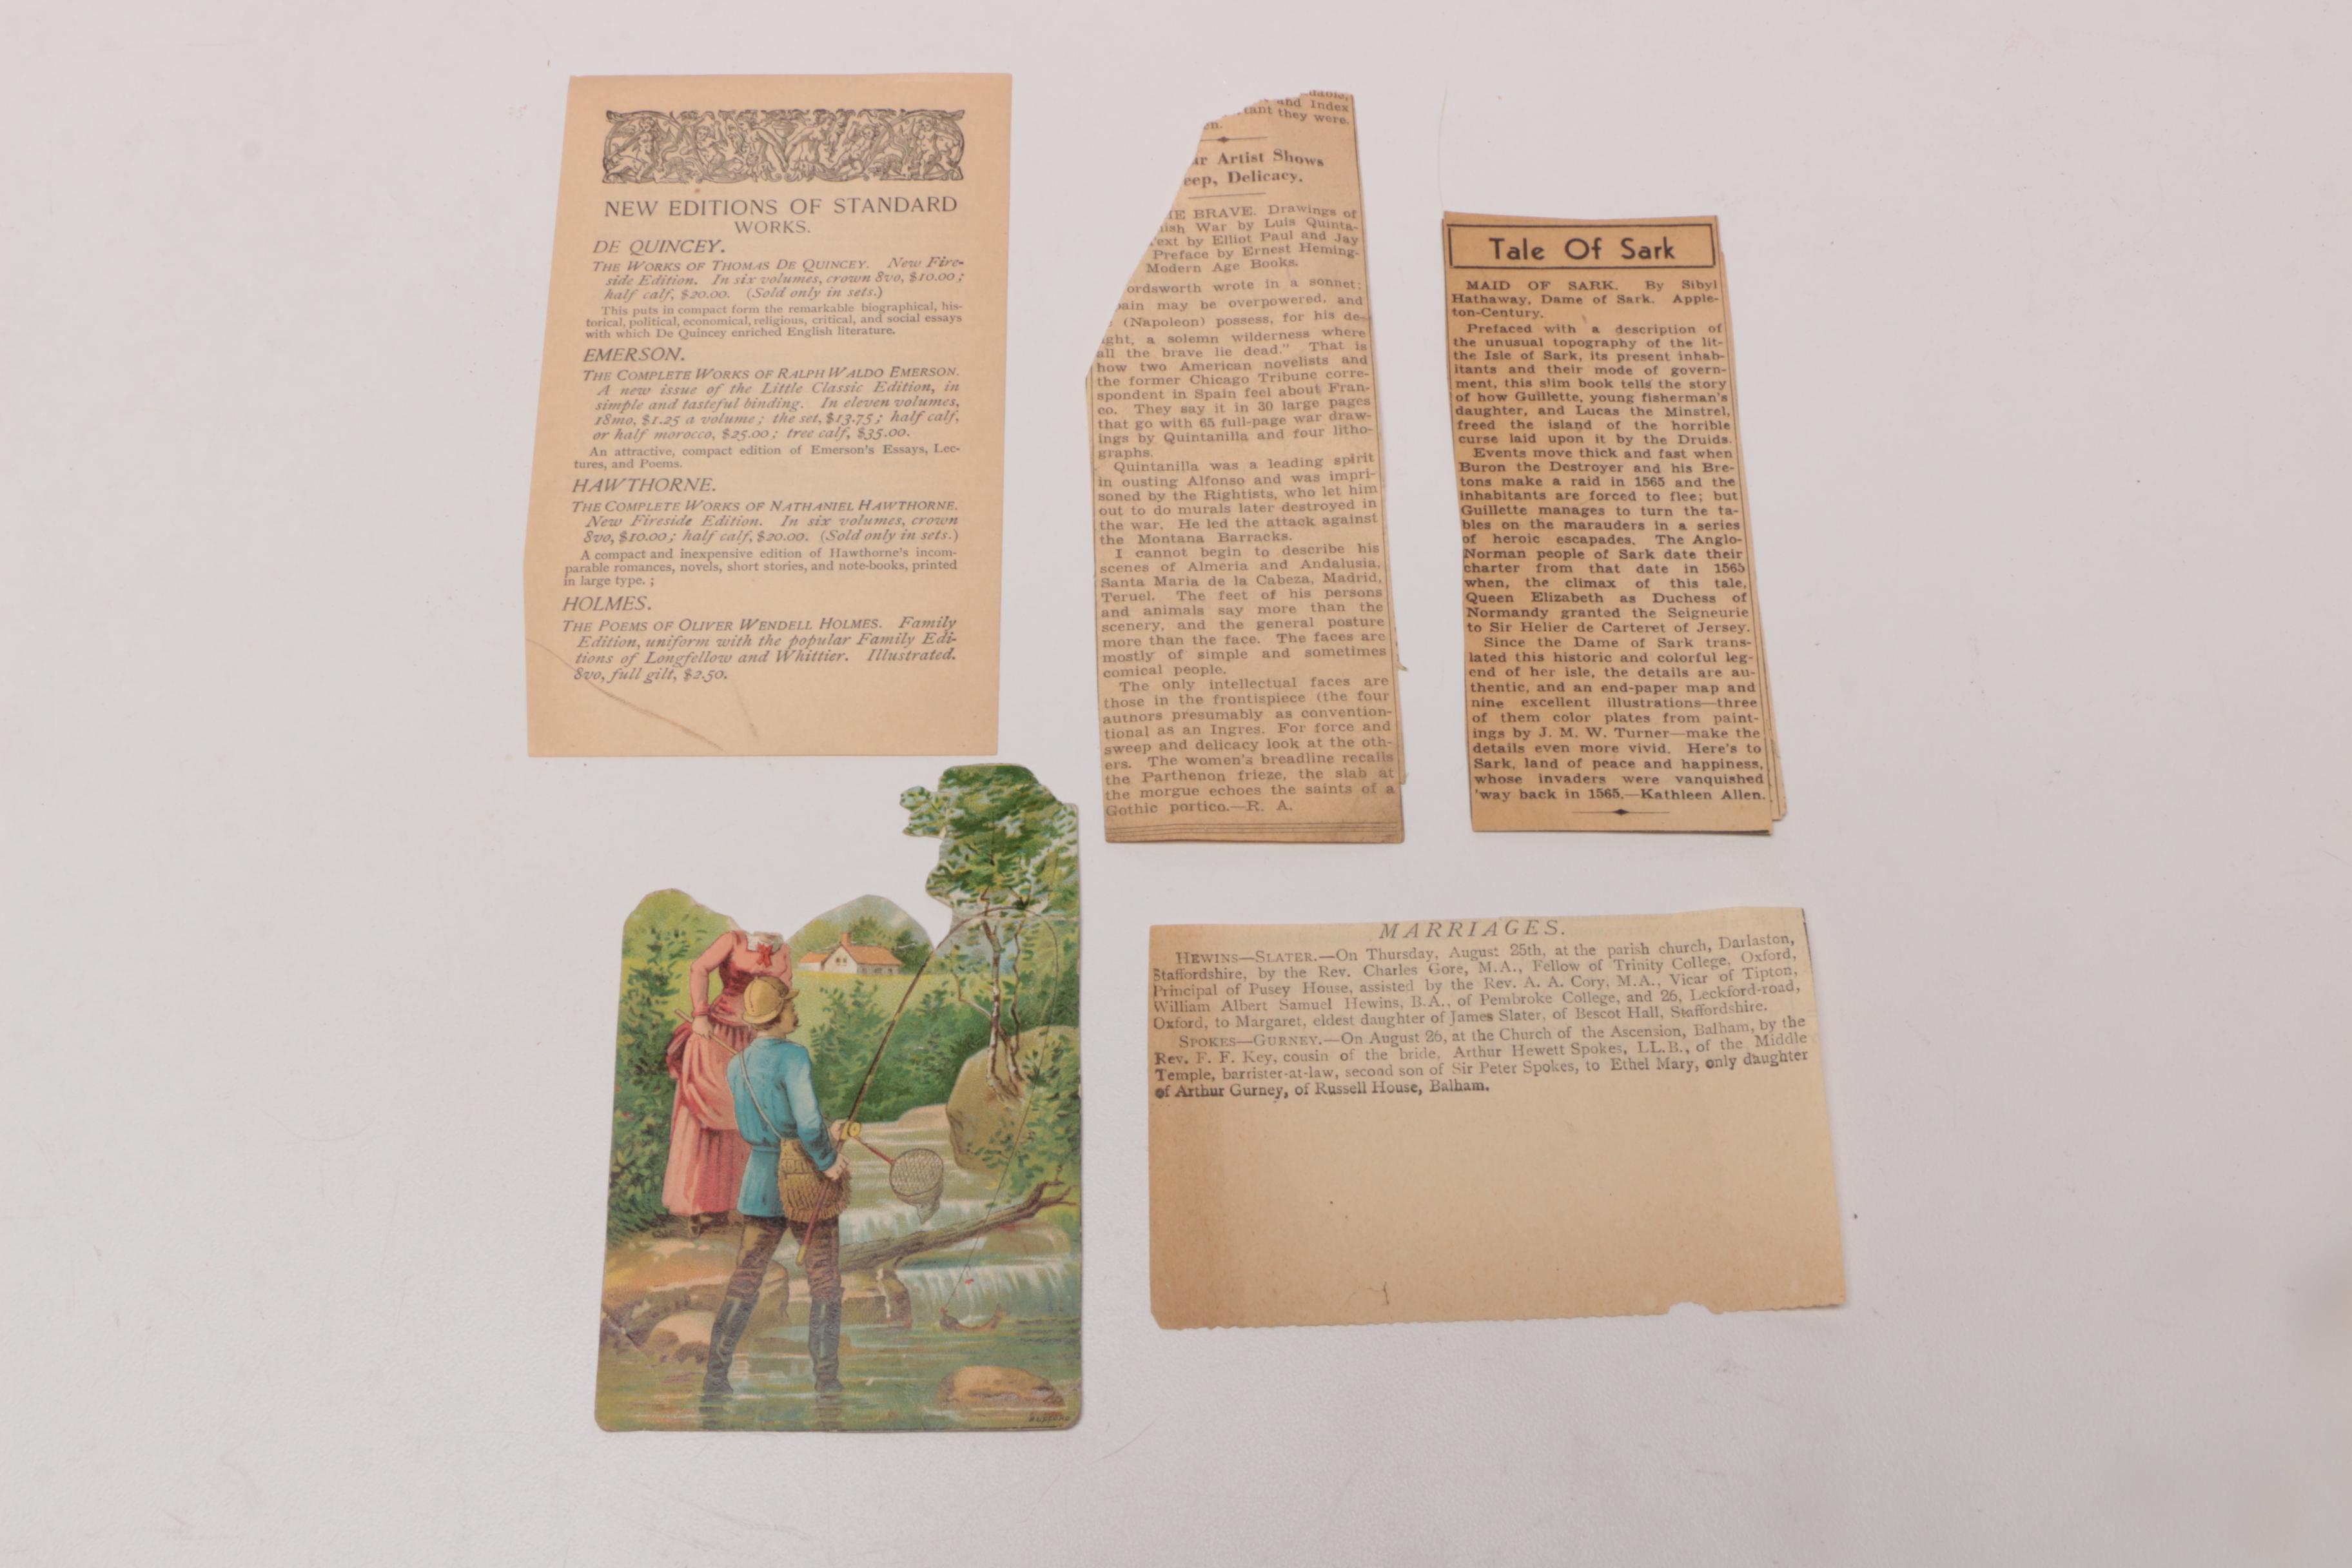 NEW EDITIONS OF STANDARD
WORKS.
DE QUINCEY.
THE WORKS OF THOMAS DE QUINCEY. New Fire-
side Edition. In six volumes, crown 8vo, $10.00;
half calf, $20.00. (Sold only in sets.)
This puts in compact form the remarkable biographical, his-
torical, political, economical, religious, critical, and social essays
with which De Quincey enriched English literature.
EMERSON.
THE COMPLETE WORKS OF RALPH WALDO EMERSON.
A new issue of the Little Classic Edition, in
simple and tasteful binding. In eleven volumes,
18mo, $1.25 a volume; the set, $13.75; half calf,
or half morocco, $25.00; tree calf, $35.00.
An attractive, compact edition of Emerson's Essays, Lec-
tures, and Poems.
HAWTHORNE.
THE COMPLETE WORKS OF NATHANIEL HAWTHORNE.
New Fireside Edition. In six volumes, crown
8vo, $10.00; half calf, $20.00. (Sold only in sets.)
A compact and inexpensive edition of Hawthorne's incom-
parable romances, novels, short stories, and note-books, printed
in large type. ;
HOLMES.
THE POEMS OF OLIVER WENDELL HOLMES. Family
Edition, uniform with the popular Family Edi-
tions of Longfellow and Whittier. Illustrated.
8vo, full gilt, $2.50.
and Index
tant they were.
en.
ar Artist Shows
eep, Delicacy.
HE BRAVE. Drawings of
nish War by Luis Quinta-
Text by Elliot Paul and Jay
Preface by Ernest Heming-
Modern Age Books.
ordsworth wrote in a sonnet;
pain may be overpowered, and
(Napoleon) possess, for his de-
ight, a solemn wilderness where
all the brave lie dead." That is
how two American novelists and
the former Chicago Tribune corre-
spondent in Spain feel about Fran-
co. They say it in 30 large pages
that go with 65 full-page war draw-
ings by Quintanilla and four litho-
graphs.
Quintanilla was a leading spirit
in ousting Alfonso and was impri-
soned by the Rightists, who let him
out to do murals later destroyed in
the war. He led the attack against
the Montana Barracks.
I cannot begin to describe his
scenes of Almeria and Andalusia,
Santa Maria de la Cabeza, Madrid,
Teruel. The feet of his persons
and animals say more than the
scenery, and the general posture
more than the face. The faces are
mostly of simple and sometimes
comical people.
The only intellectual faces are
those in the frontispiece (the four
authors presumably as convention-
tional as an Ingres. For force and
sweep and delicacy look at the oth-
ers. The women's breadline recalls
the Parthenon frieze, the slab at
the morgue echoes the saints of a
Gothic portico.—R. A.
Tale Of Sark
MAID OF SARK. By Sibyl
Hathaway, Dame of Sark. Apple-
ton-Century.
Prefaced with a description of
the unusual topography of the lit-
the Isle of Sark, its present inhab-
itants and their mode of govern-
ment, this slim book tells the story
of how Guillette, young fisherman's
daughter, and Lucas the Minstrel,
freed the island of the horrible
curse laid upon it by the Druids.
Events move thick and fast when
Buron the Destroyer and his Bre-
tons make a raid in 1565 and the
inhabitants are forced to flee; but
Guillette manages to turn the ta-
bles on the marauders in a series
of heroic escapades. The Anglo-
Norman people of Sark date their
charter from that date in 1565
when, the climax of this tale,
Queen Elizabeth as Duchess of
Normandy granted the Seigneurie
to Sir Helier de Carteret of Jersey.
Since the Dame of Sark trans-
lated this historic and colorful leg-
end of her isle, the details are au-
thentic, and an end-paper map and
nine excellent illustrations—three
of them color plates from paint-
ings by J. M. W. Turner—make the
details even more vivid. Here's to
Sark, land of peace and happiness,
whose invaders were vanquished
'way back in 1565.—Kathleen Allen.
MARRIAGES.
HEWINS—SLATER.—On Thursday, August 25th, at the parish church, Darlaston,
Staffordshire, by the Rev. Charles Gore, M.A., Fellow of Trinity College, Oxford,
Principal of Pusey House, assisted by the Rev. A. A. Cory, M.A., Vicar of Tipton,
William Albert Samuel Hewins, B.A., of Pembroke College, and 26, Leckford-road,
Oxford, to Margaret, eldest daughter of James Slater, of Bescot Hall, Staffordshire.
SPOKES—GURNEY.—On August 26, at the Church of the Ascension, Balham, by the
Rev. F. F. Key, cousin of the bride, Arthur Hewett Spokes, LL.B., of the Middle
Temple, barrister-at-law, second son of Sir Peter Spokes, to Ethel Mary, only daughter
of Arthur Gurney, of Russell House, Balham.